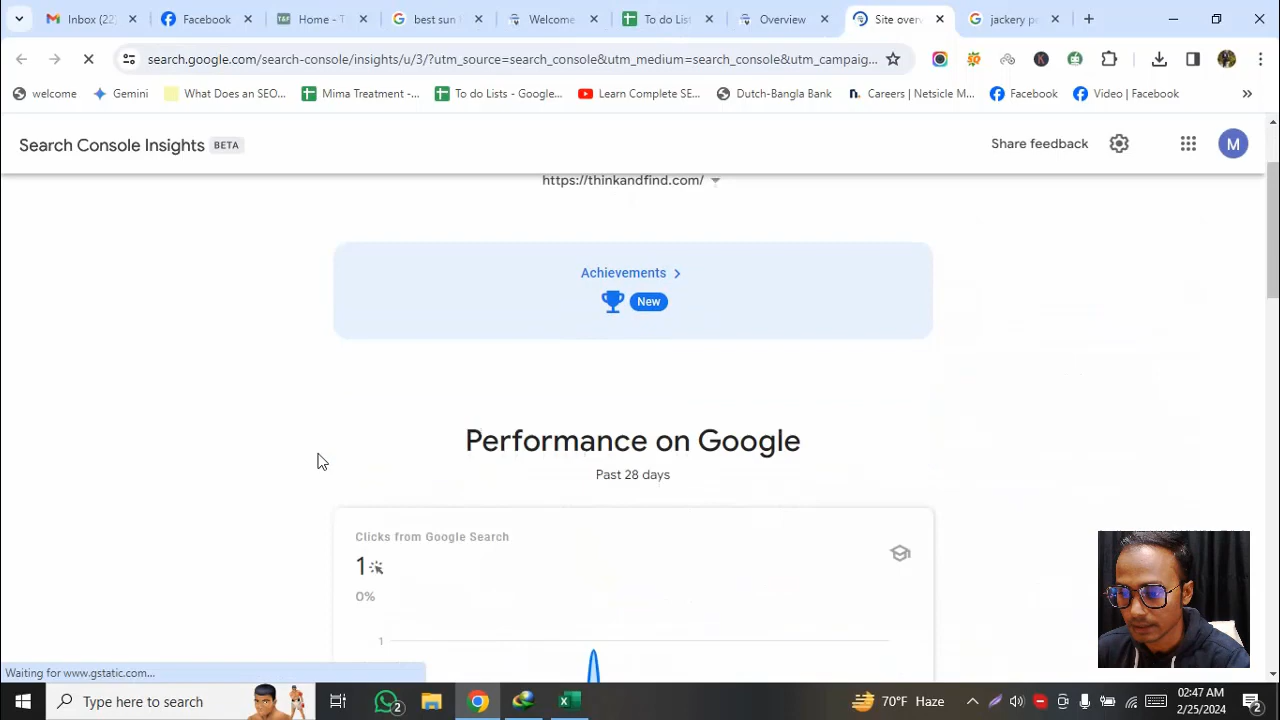 Inbox (22)
Facebook
Home - T
best sun
Welcome
To do List
Overview
Site over
jackery p
search.google.com/search-console/insights/u/3/?utm_source=search_console&utm_medium=search_console&utm_campaig...
welcome
Gemini
What Does an SEO...
Mima Treatment -...
To do Lists - Google...
Learn Complete SE...
Dutch-Bangla Bank
Careers | Netsicle M...
Facebook
Video | Facebook
Search Console Insights BETA
Share feedback
M
https://thinkandfind.com/
Achievements
New
Performance on Google
Past 28 days
Clicks from Google Search
1
0%
1
Waiting for www.gstatic.com...
Type here to search
2
70°F Haze
02:47 AM
2/25/2024
2